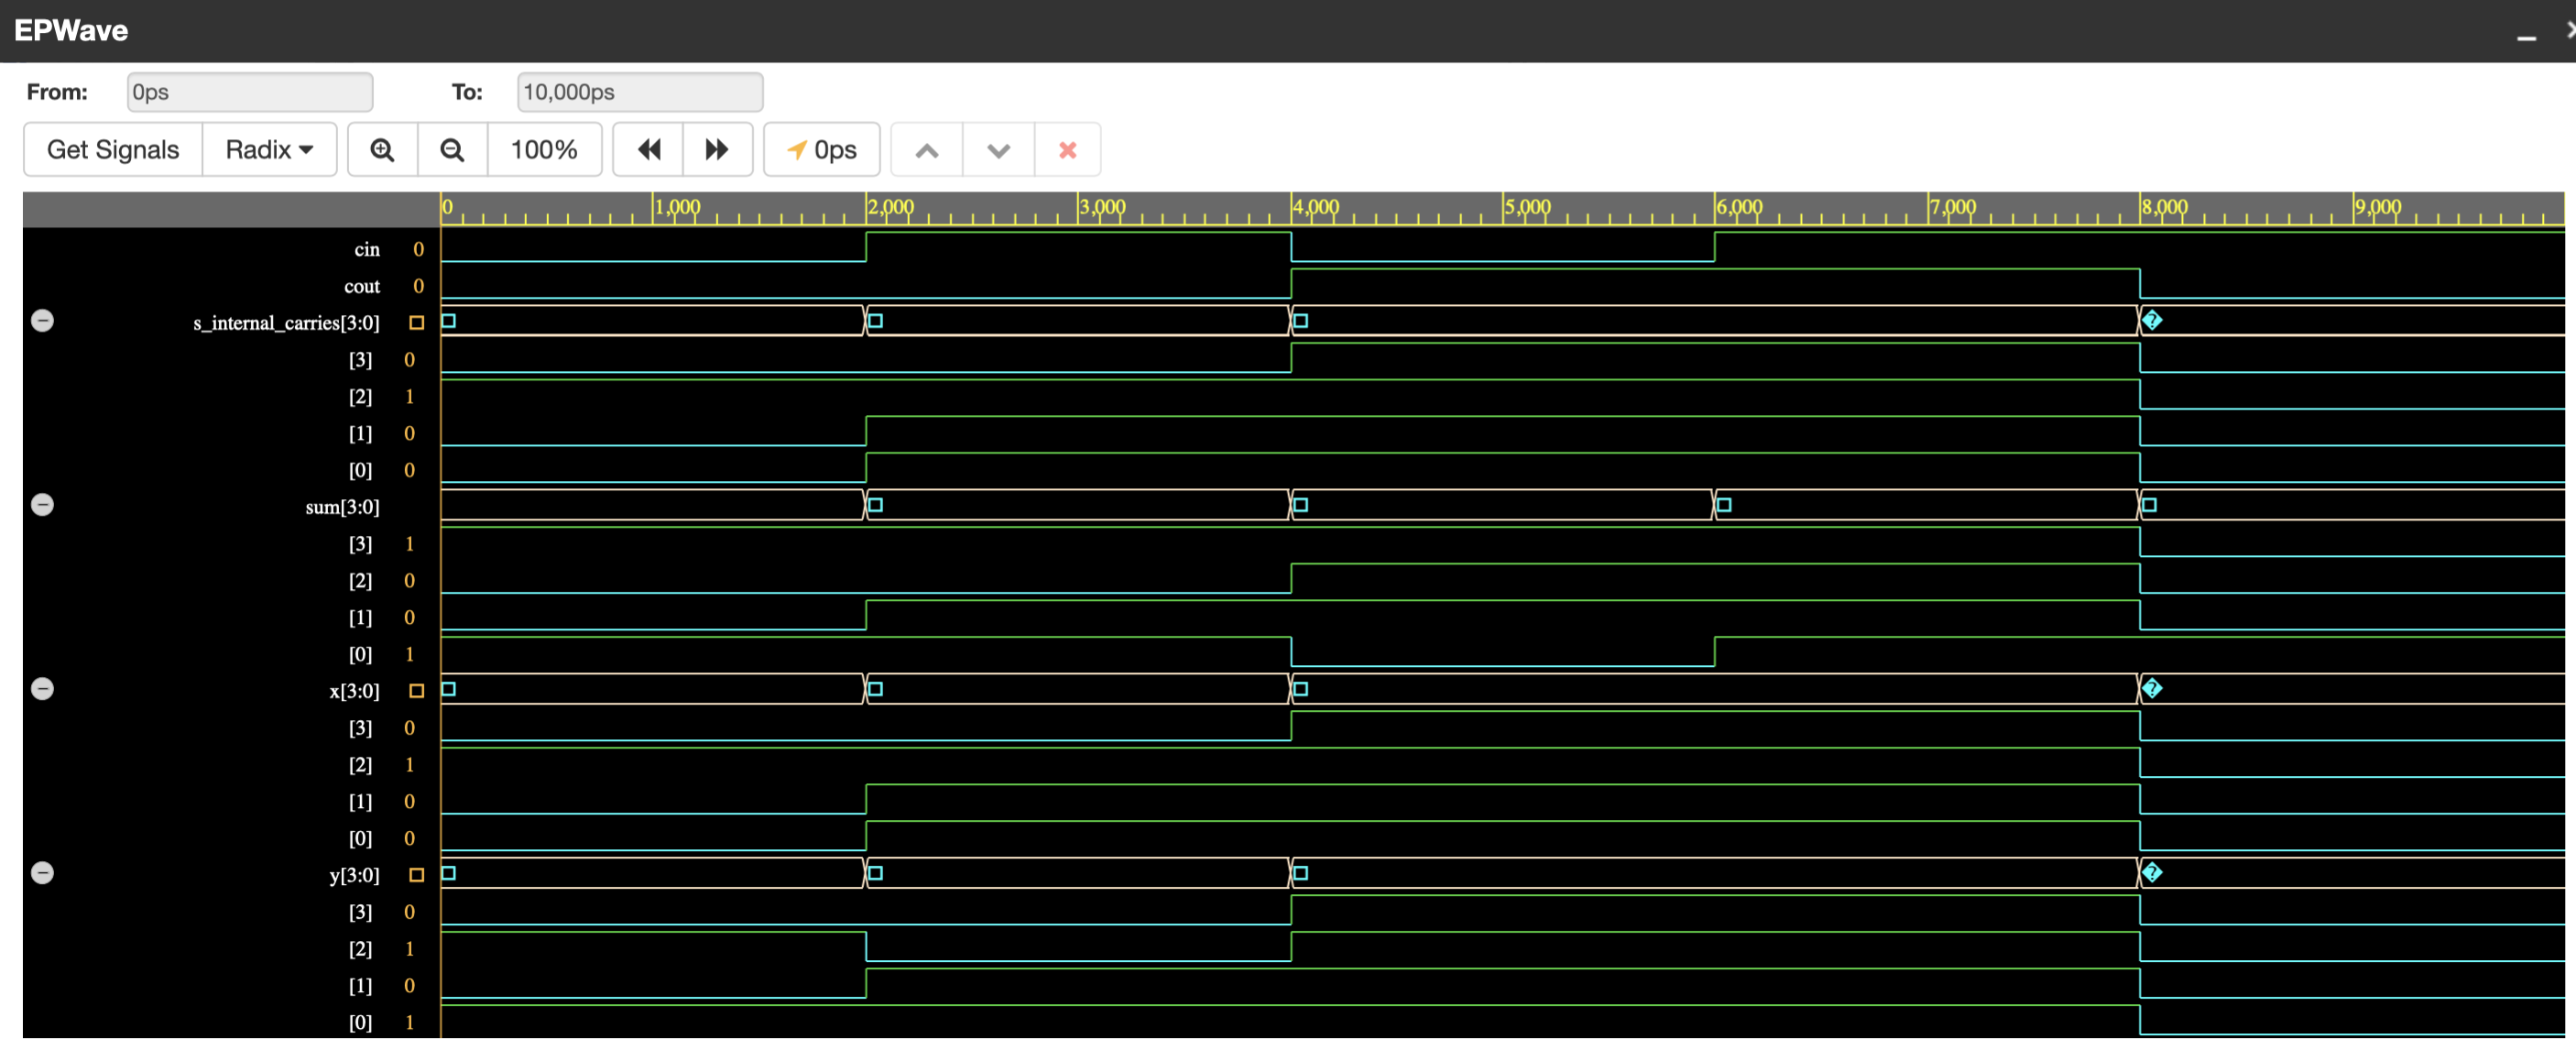 EPWave
From: 0ps To: 10,000ps
Get Signals Radix 100% 0ps
0 1,000 2,000 3,000 4,000 5,000 6,000 7,000 8,000 9,000
cin 0
cout 0
s_internal_carries[3:0]
[3] 0
[2] 1
[1] 0
[0] 0
sum[3:0]
[3] 1
[2] 0
[1] 0
[0] 1
x[3:0]
[3] 0
[2] 1
[1] 0
[0] 0
y[3:0]
[3] 0
[2] 1
[1] 0
[0] 1